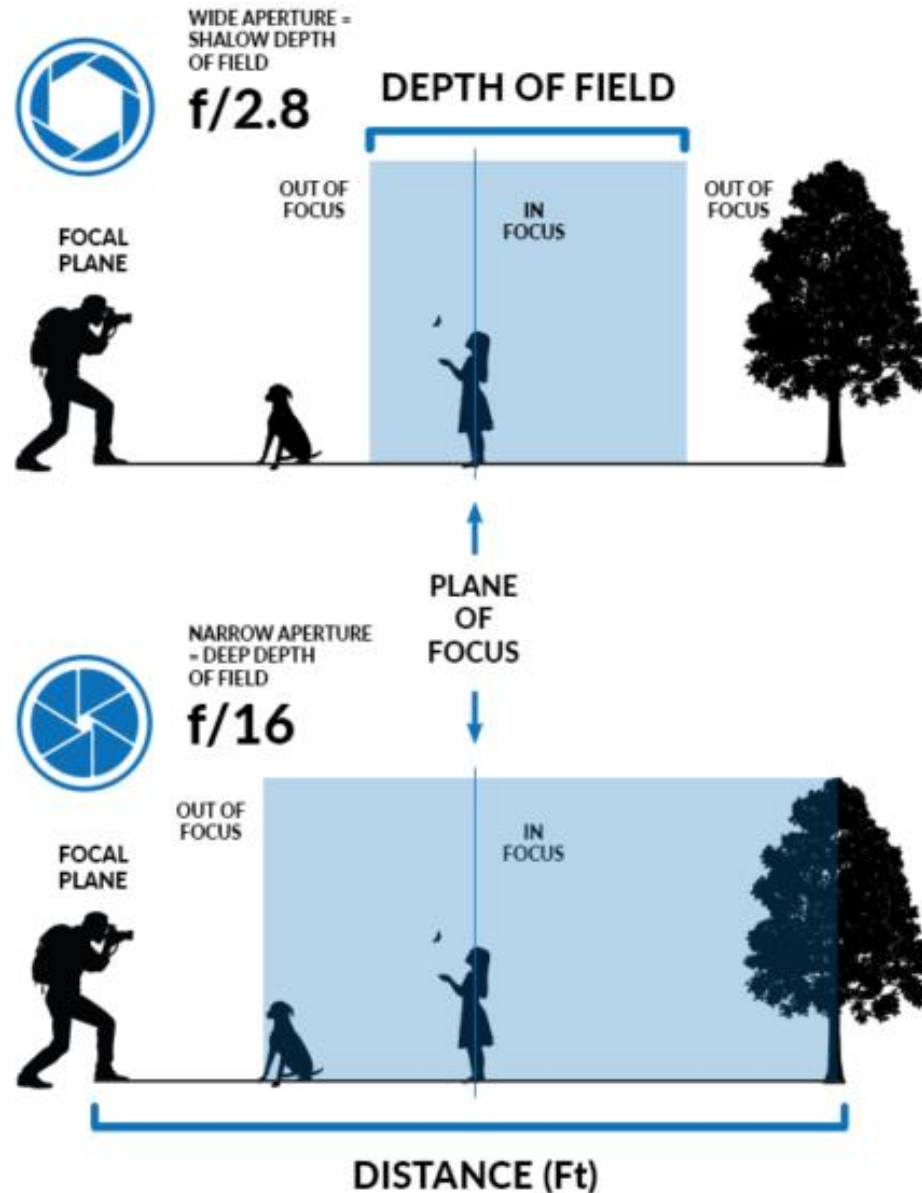 WIDE APERTURE =
SHALOW DEPTH
OF FIELD
f/2.8
DEPTH OF FIELD
OUT OF
FOCUS
IN
FOCUS
OUT OF
FOCUS
FOCAL
PLANE
PLANE
OF
FOCUS
NARROW APERTURE
= DEEP DEPTH
OF FIELD
f/16
OUT OF
FOCUS
IN
FOCUS
FOCAL
PLANE
DISTANCE (Ft)